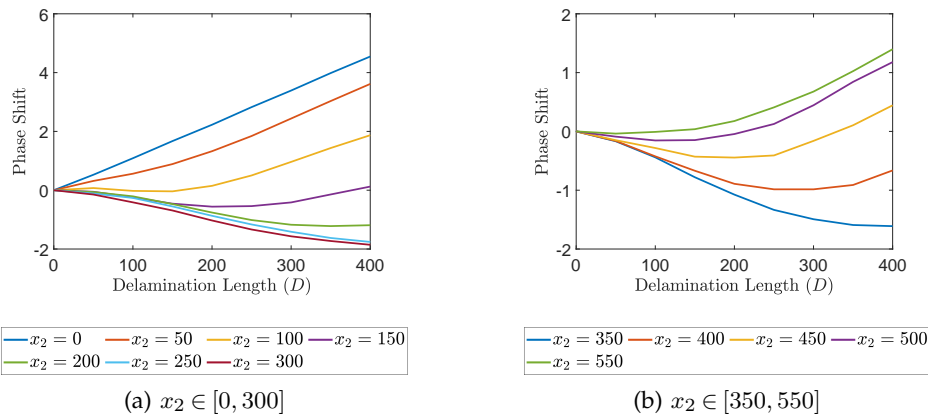 6
4
2
0
-2
Phase Shift
0 100 200 300 400
Delamination Length (D)
x₂ = 0 x₂ = 50 x₂ = 100 x₂ = 150
x₂ = 200 x₂ = 250 x₂ = 300
(a) x₂ ∈ [0, 300]
2
1
0
-1
-2
Phase Shift
0 100 200 300 400
Delamination Length (D)
x₂ = 350 x₂ = 400 x₂ = 450 x₂ = 500
x₂ = 550
(b) x₂ ∈ [350, 550]